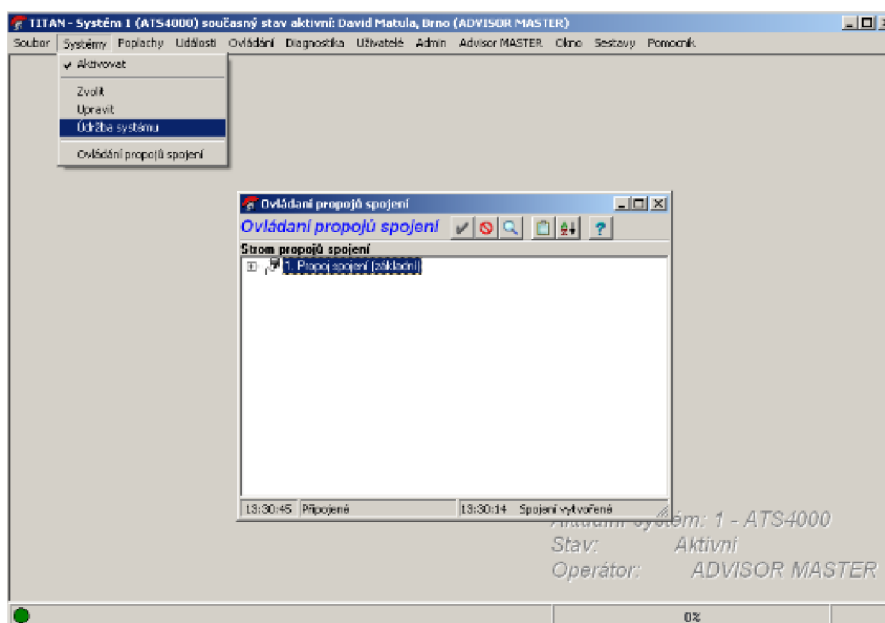 TITAN - Systém 1 (ATS4000) současný stav aktivní: David Matula, Brno (ADVISOR MASTER)
Soubor Systémy Poplachy Události Ovládání Diagnostika Uživatelé Admin Advisor MASTER Okno Sestavy Pomocník
Aktivovat
Zvolit
Upravit
Údržba systému
Ovládání propojů spojení
Ovládaní propojů spojení
Ovládaní propojů spojení
Strom propojů spojení
1. Propoj spojení (základní)
13:30:45 Připojené 13:30:14 Spojení vytvořené
Aktuální systém: 1 - ATS4000
Stav: Aktivní
Operátor: ADVISOR MASTER
0%